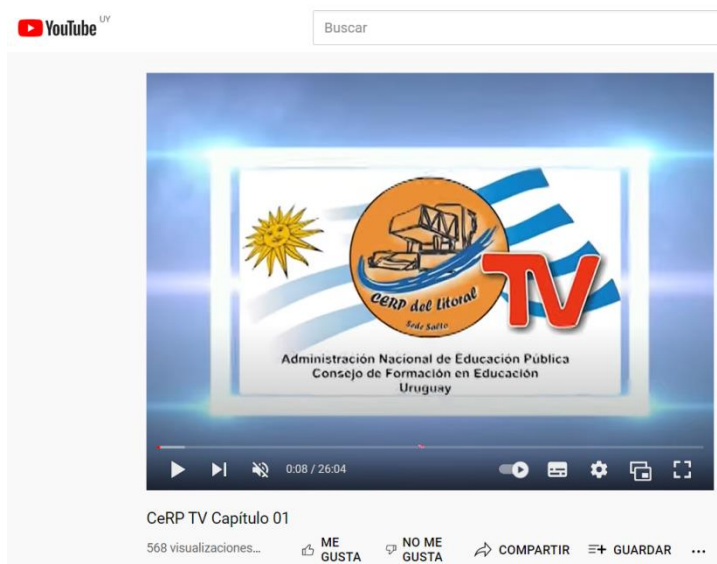 YouTube UY
Buscar
CeRP del Litoral
Sede Salto
TV
Administración Nacional de Educación Pública
Consejo de Formación en Educación
Uruguay
0:08 / 26:04
CeRP TV Capítulo 01
568 visualizaciones...
ME GUSTA
NO ME GUSTA
COMPARTIR
GUARDAR
...